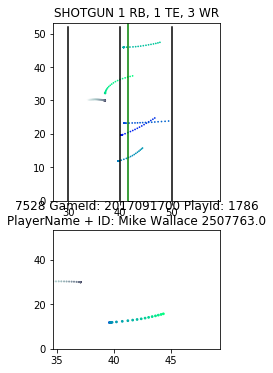 SHOTGUN 1 RB, 1 TE, 3 WR
50
40
30
20
10
0
30 40 50
7528 GameId: 2017091700 PlayId: 1786
PlayerName + ID: Mike Wallace 2507763.0
40
20
0
35 40 45